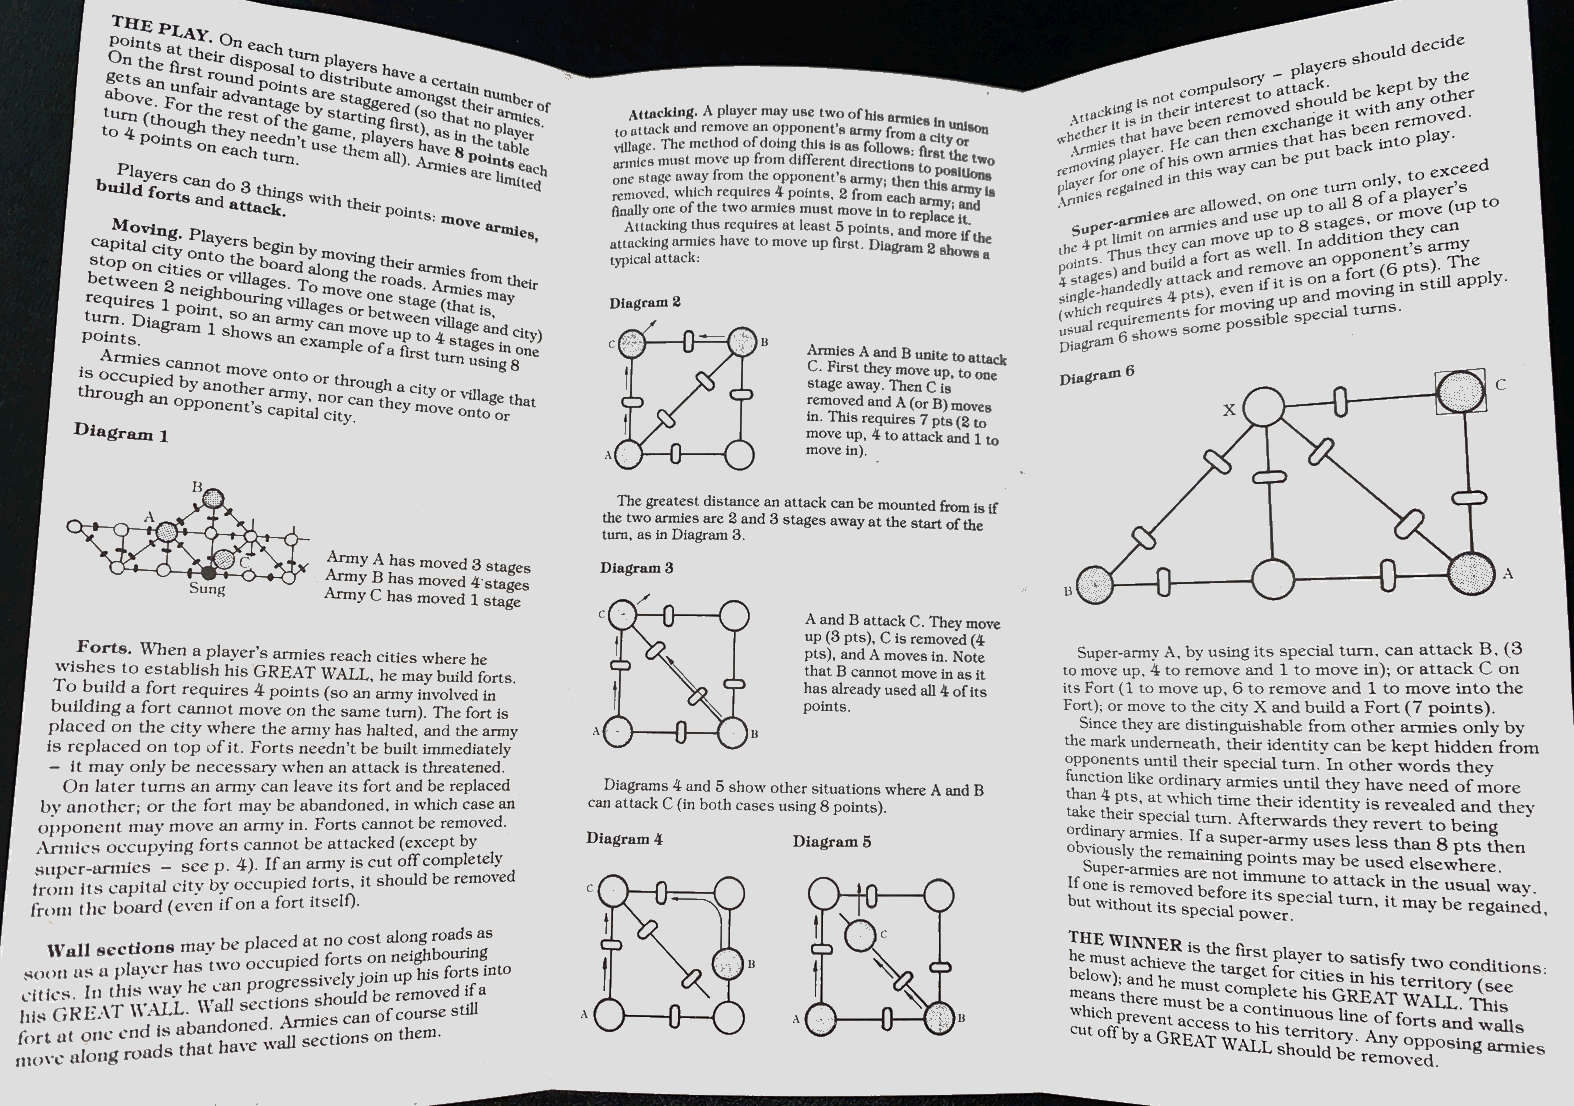 THE PLAY. On each turn players have a certain number of
points at their disposal to distribute amongst their armies.
On the first round points are staggered (so that no player
gets an unfair advantage by starting first), as in the table
above. For the rest of the game, players have 8 points each
turn (though they needn't use them all). Armies are limited
to 4 points on each turn.
Players can do 3 things with their points: move armies,
build forts and attack.
Moving. Players begin by moving their armies from their
capital city onto the board along the roads. Armies may
stop on cities or villages. To move one stage (that is,
between 2 neighbouring villages or between village and city)
requires 1 point, so an army can move up to 4 stages in one
turn. Diagram 1 shows an example of a first turn using 8
points.
Armies cannot move onto or through a city or village that
is occupied by another army, nor can they move onto or
through an opponent's capital city.
Diagram 1
B
A
C
Sung
Army A has moved 3 stages
Army B has moved 4 stages
Army C has moved 1 stage
Forts. When a player's armies reach cities where he
wishes to establish his GREAT WALL, he may build forts.
To build a fort requires 4 points (so an army involved in
building a fort cannot move on the same turn). The fort is
placed on the city where the army has halted, and the army
is replaced on top of it. Forts needn't be built immediately
– it may only be necessary when an attack is threatened.
On later turns an army can leave its fort and be replaced
by another; or the fort may be abandoned, in which case an
opponent may move an army in. Forts cannot be removed.
Armies occupying forts cannot be attacked (except by
super-armies – see p. 4). If an army is cut off completely
from its capital city by occupied forts, it should be removed
from the board (even if on a fort itself).
Wall sections may be placed at no cost along roads as
soon as a player has two occupied forts on neighbouring
cities. In this way he can progressively join up his forts into
his GREAT WALL. Wall sections should be removed if a
fort at one end is abandoned. Armies can of course still
move along roads that have wall sections on them.
Attacking. A player may use two of his armies in unison
to attack and remove an opponent's army from a city or
village. The method of doing this is as follows: first the two
armies must move up from different directions to positions
one stage away from the opponent's army; then this army is
removed, which requires 4 points, 2 from each army; and
finally one of the two armies must move in to replace it.
Attacking thus requires at least 5 points, and more if the
attacking armies have to move up first. Diagram 2 shows a
typical attack:
Diagram 2
C
B
A
Armies A and B unite to attack
C. First they move up, to one
stage away. Then C is
removed and A (or B) moves
in. This requires 7 pts (2 to
move up, 4 to attack and 1 to
move in).
The greatest distance an attack can be mounted from is if
the two armies are 2 and 3 stages away at the start of the
turn, as in Diagram 3.
Diagram 3
C
A
B
A and B attack C. They move
up (3 pts), C is removed (4
pts), and A moves in. Note
that B cannot move in as it
has already used all 4 of its
points.
Diagrams 4 and 5 show other situations where A and B
can attack C (in both cases using 8 points).
Diagram 4
Diagram 5
C
B
A
C
A
B
Attacking is not compulsory – players should decide
whether it is in their interest to attack.
Armies that have been removed should be kept by the
removing player. He can then exchange it with any other
player for one of his own armies that has been removed.
Armies regained in this way can be put back into play.
Super-armies are allowed, on one turn only, to exceed
the 4 pt limit on armies and use up to all 8 of a player's
points. Thus they can move up to 8 stages, or move (up to
4 stages) and build a fort as well. In addition they can
single-handedly attack and remove an opponent's army
(which requires 4 pts), even if it is on a fort (6 pts). The
usual requirements for moving up and moving in still apply.
Diagram 6 shows some possible special turns.
Diagram 6
X
C
B
A
Super-army A, by using its special turn, can attack B, (3
to move up, 4 to remove and 1 to move in); or attack C on
its Fort (1 to move up, 6 to remove and 1 to move into the
Fort); or move to the city X and build a Fort (7 points).
Since they are distinguishable from other armies only by
the mark underneath, their identity can be kept hidden from
opponents until their special turn. In other words they
function like ordinary armies until they have need of more
than 4 pts, at which time their identity is revealed and they
take their special turn. Afterwards they revert to being
ordinary armies. If a super-army uses less than 8 pts then
obviously the remaining points may be used elsewhere.
Super-armies are not immune to attack in the usual way.
If one is removed before its special turn, it may be regained,
but without its special power.
THE WINNER is the first player to satisfy two conditions:
he must achieve the target for cities in his territory (see
below); and he must complete his GREAT WALL. This
means there must be a continuous line of forts and walls
which prevent access to his territory. Any opposing armies
cut off by a GREAT WALL should be removed.